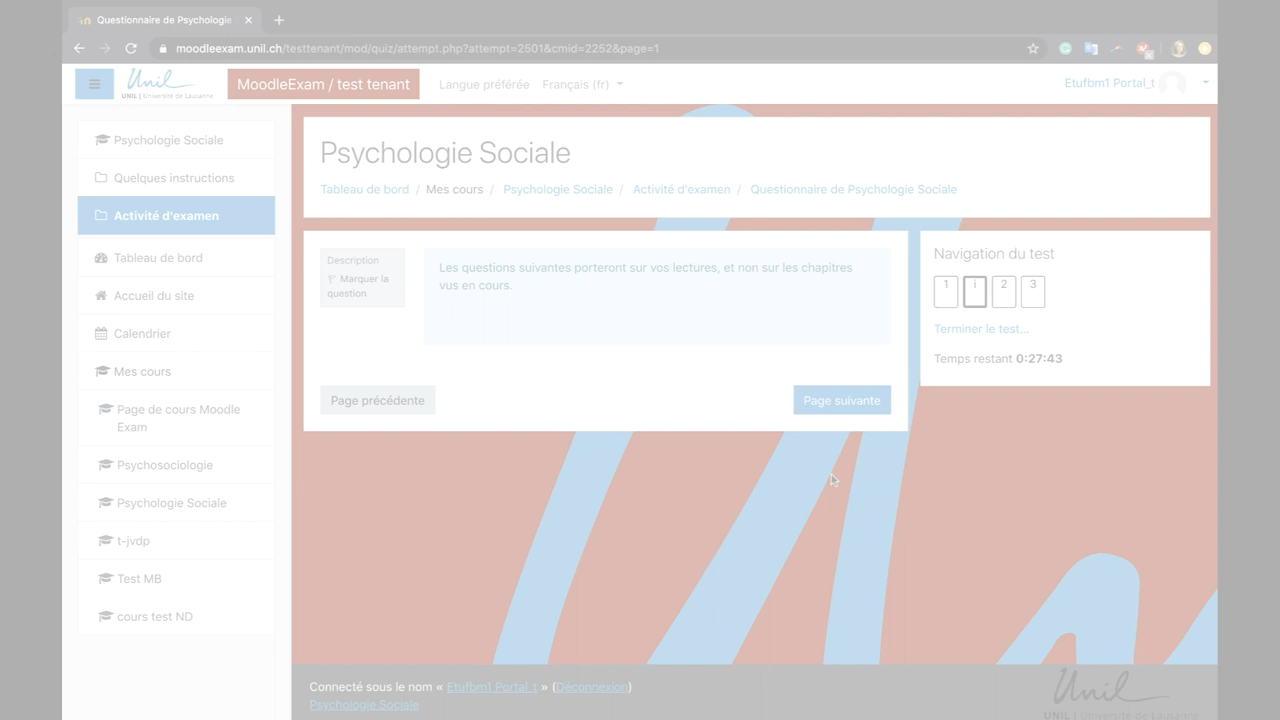 Questionnaire de Psychologie
moodleexam.unil.ch/testtenant/mod/quiz/attempt.php?attempt=2501&cmid=2252&page=1
Unil
UNIL | Université de Lausanne
MoodleExam / test tenant
Langue préférée
Français (fr)
Etufbm1 Portal_t
Psychologie Sociale
Quelques instructions
Activité d'examen
Tableau de bord
Accueil du site
Calendrier
Mes cours
Page de cours Moodle
Exam
Psychosociologie
Psychologie Sociale
t-jvdp
Test MB
cours test ND
Psychologie Sociale
Tableau de bord / Mes cours / Psychologie Sociale / Activité d'examen / Questionnaire de Psychologie Sociale
Description
Marquer la
question
Les questions suivantes porteront sur vos lectures, et non sur les chapitres
vus en cours.
Page précédente
Page suivante
Navigation du test
1 i 2 3
Terminer le test...
Temps restant 0:27:43
Connecté sous le nom « Etufbm1 Portal_t » (Déconnexion)
Psychologie Sociale
Unil
UNIL | Université de Lausanne